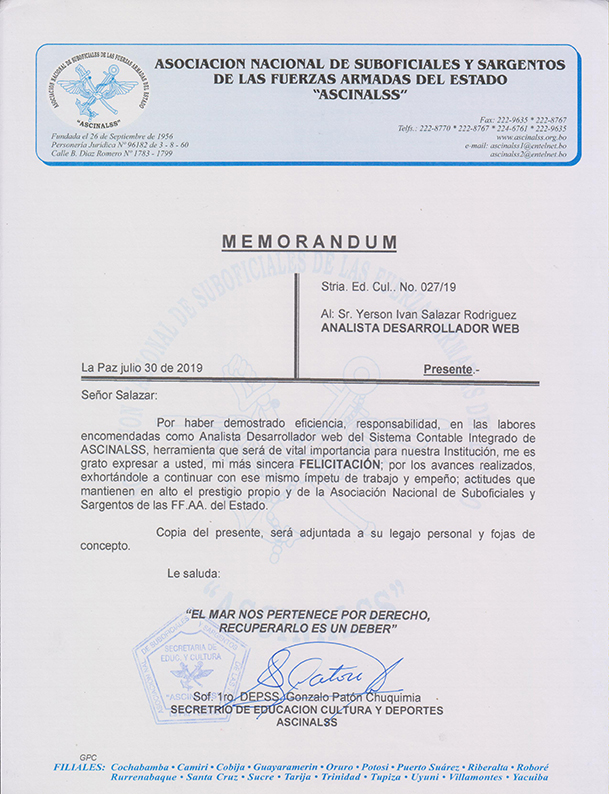 ASOCIACION NACIONAL DE SUBOFICIALES DE LAS FUERZAS ARMADAS DEL ESTADO
"ASCINALSS"
ASOCIACION NACIONAL DE SUBOFICIALES Y SARGENTOS
DE LAS FUERZAS ARMADAS DEL ESTADO
"ASCINALSS"
Fundada el 26 de Septiembre de 1956
Personería Jurídica Nº 96182 de 3 - 8 - 60
Calle B. Díaz Romero Nº 1783 - 1799
Fax: 222-9635 * 222-8767
Telfs.: 222-8770 * 222-8767 * 224-6761 * 222-9635
www.ascinalss.org.bo
e-mail: ascinalss1@entelnet.bo
ascinalss2@entelnet.bo
MEMORANDUM
Stria. Ed. Cul.. No. 027/19
Al: Sr. Yerson Ivan Salazar Rodriguez
ANALISTA DESARROLLADOR WEB
La Paz julio 30 de 2019
Presente.-
Señor Salazar:
Por haber demostrado eficiencia, responsabilidad, en las labores
encomendadas como Analista Desarrollador web del Sistema Contable Integrado de
ASCINALSS, herramienta que será de vital importancia para nuestra Institución, me es
grato expresar a usted, mi más sincera FELICITACIÓN; por los avances realizados,
exhortándole a continuar con ese mismo ímpetu de trabajo y empeño; actitudes que
mantienen en alto el prestigio propio y de la Asociación Nacional de Suboficiales y
Sargentos de las FF.AA. del Estado.
Copia del presente, será adjuntada a su legajo personal y fojas de
concepto.
Le saluda:
"EL MAR NOS PERTENECE POR DERECHO,
RECUPERARLO ES UN DEBER"
SECRETARIA DE
EDUC. Y CULTURA
"ASCINALSS"
Sof. 1ro. DEPSS. Gonzalo Patón Chuquimia
SECRETRIO DE EDUCACION CULTURA Y DEPORTES
ASCINALSS
GPC
FILIALES: Cochabamba • Camiri • Cobija • Guayaramerin • Oruro • Potosi • Puerto Suárez • Riberalta • Roboré
Rurrenabaque • Santa Cruz • Sucre • Tarija • Trinidad • Tupiza • Uyuni • Villamontes • Yacuiba